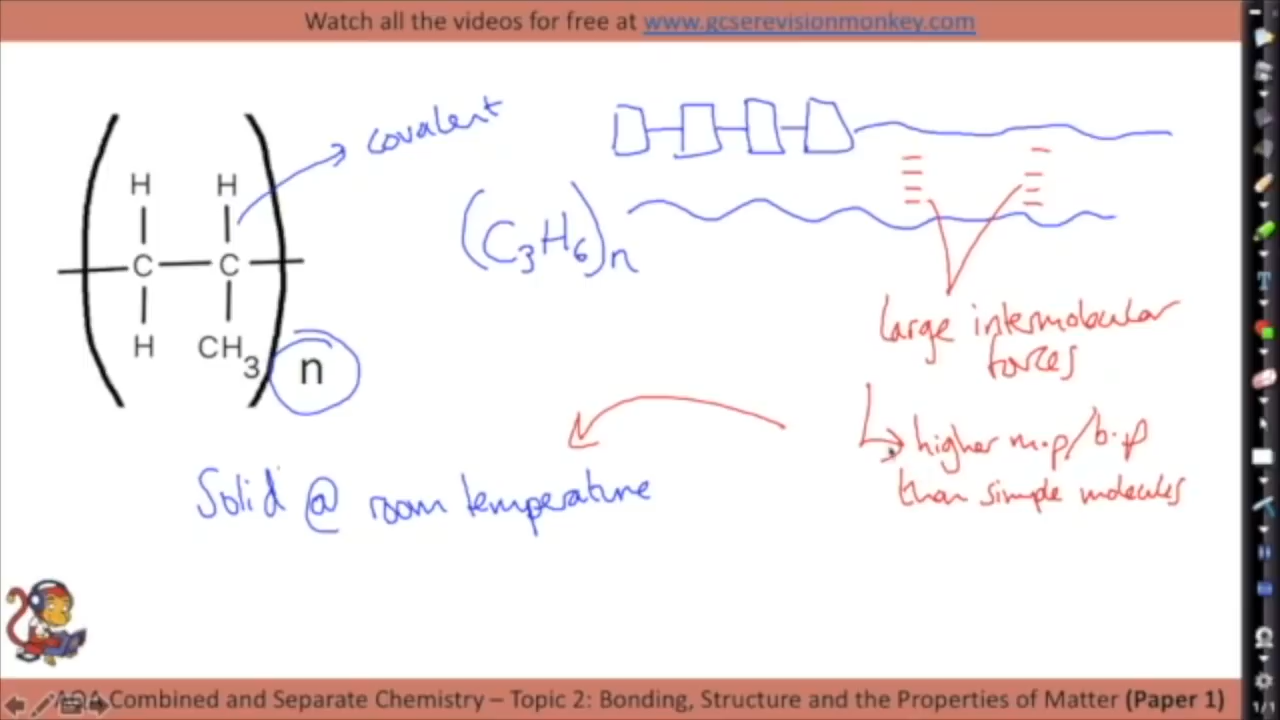 Watch all the videos for free at www.gcserevisionmonkey.com
covalent
H H
C C
H CH3
n
(C3H6)n
large intermolecular
forces
higher m.p/b.p
than simple molecules
Solid @ room temperature
AQA Combined and Separate Chemistry – Topic 2: Bonding, Structure and the Properties of Matter (Paper 1)
1/1